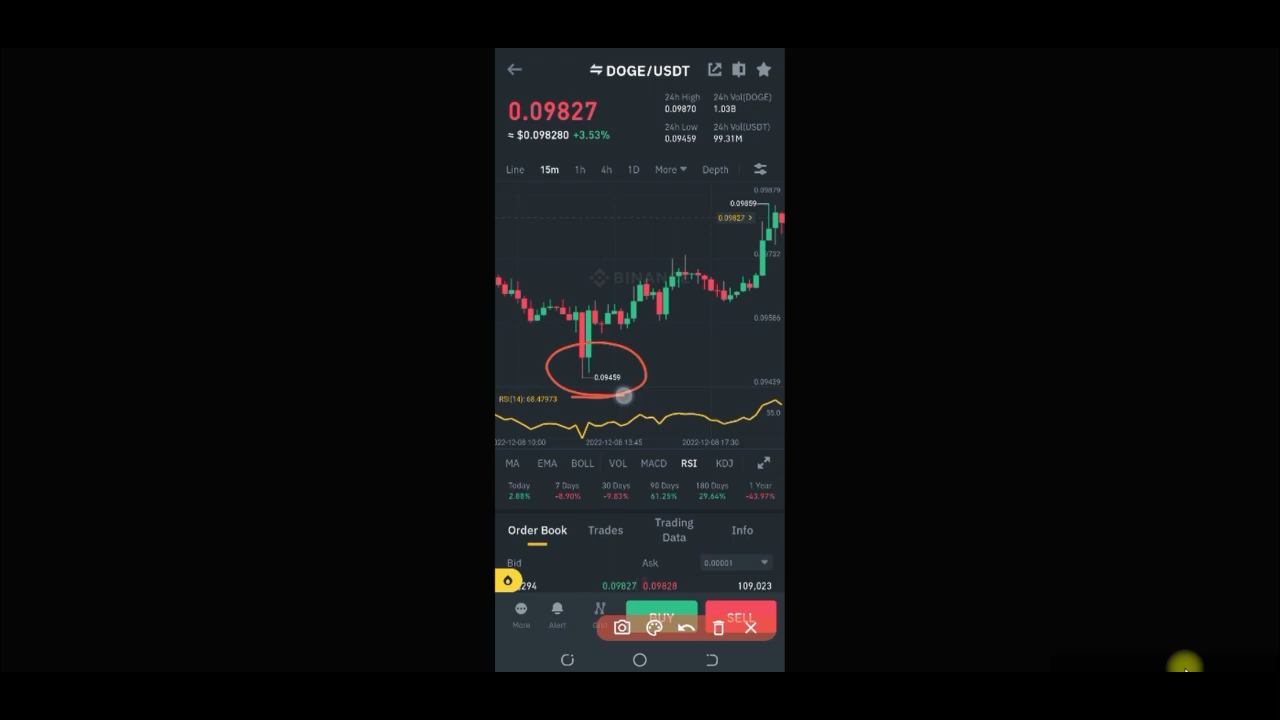 DOGE/USDT
0.09827
≈ $0.098280 +3.53%
24h High
0.09870
24h Vol(DOGE)
1.03B
24h Low
0.09459
24h Vol(USDT)
99.31M
Line 15m 1h 4h 1D More Depth
0.09879
0.09859
0.09827
0.09732
0.09586
0.09459
0.09439
RSI(14): 68.47973
55.0
022-12-08 10:00 2022-12-08 13:45 2022-12-08 17:30
MA EMA BOLL VOL MACD RSI KDJ
Today 7 Days 30 Days 90 Days 180 Days 1 Year
2.88% -8.90% -9.83% 61.25% 29.64% -43.97%
Order Book Trades Trading Data Info
Bid Ask 0.00001
,294 0.09827 0.09828 109,023
More Alert BUY SELL